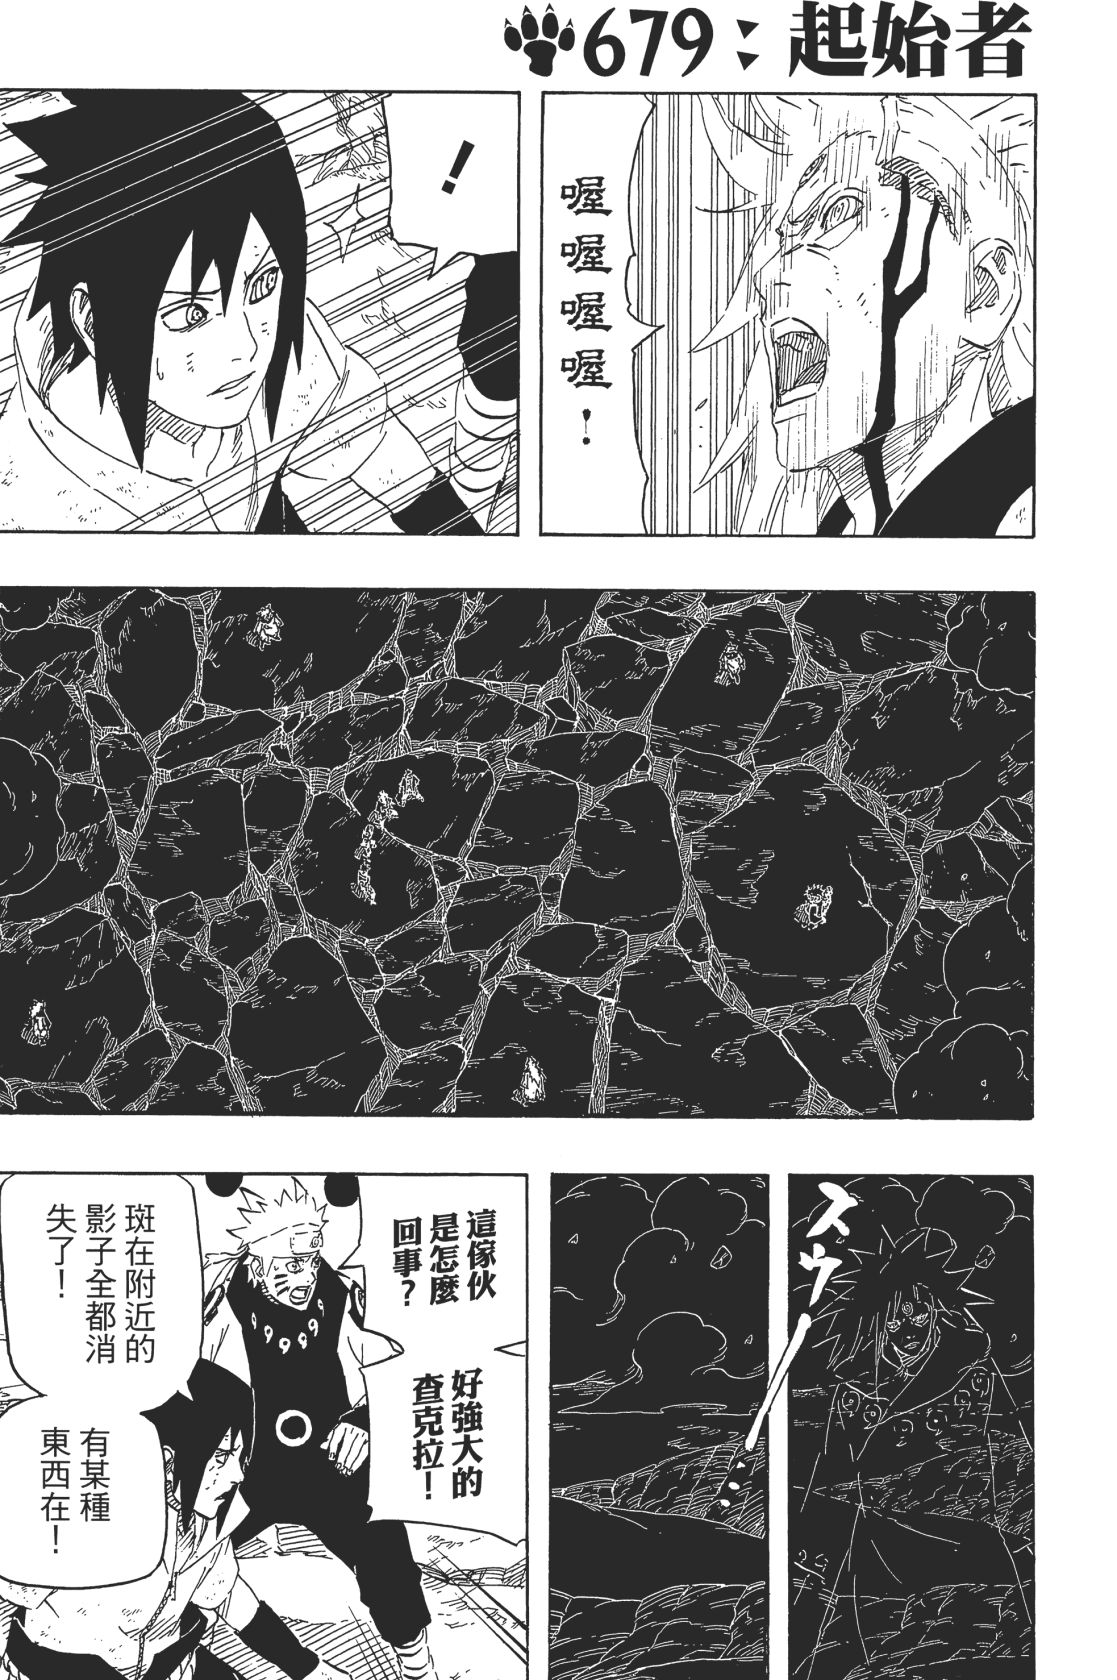 679：起始者
喔喔喔喔！
！
スゥー…
這傢伙
是怎麼
回事？
好強大的
查克拉！
斑在附近的
影子全都消
失了！
有某種
東西在！